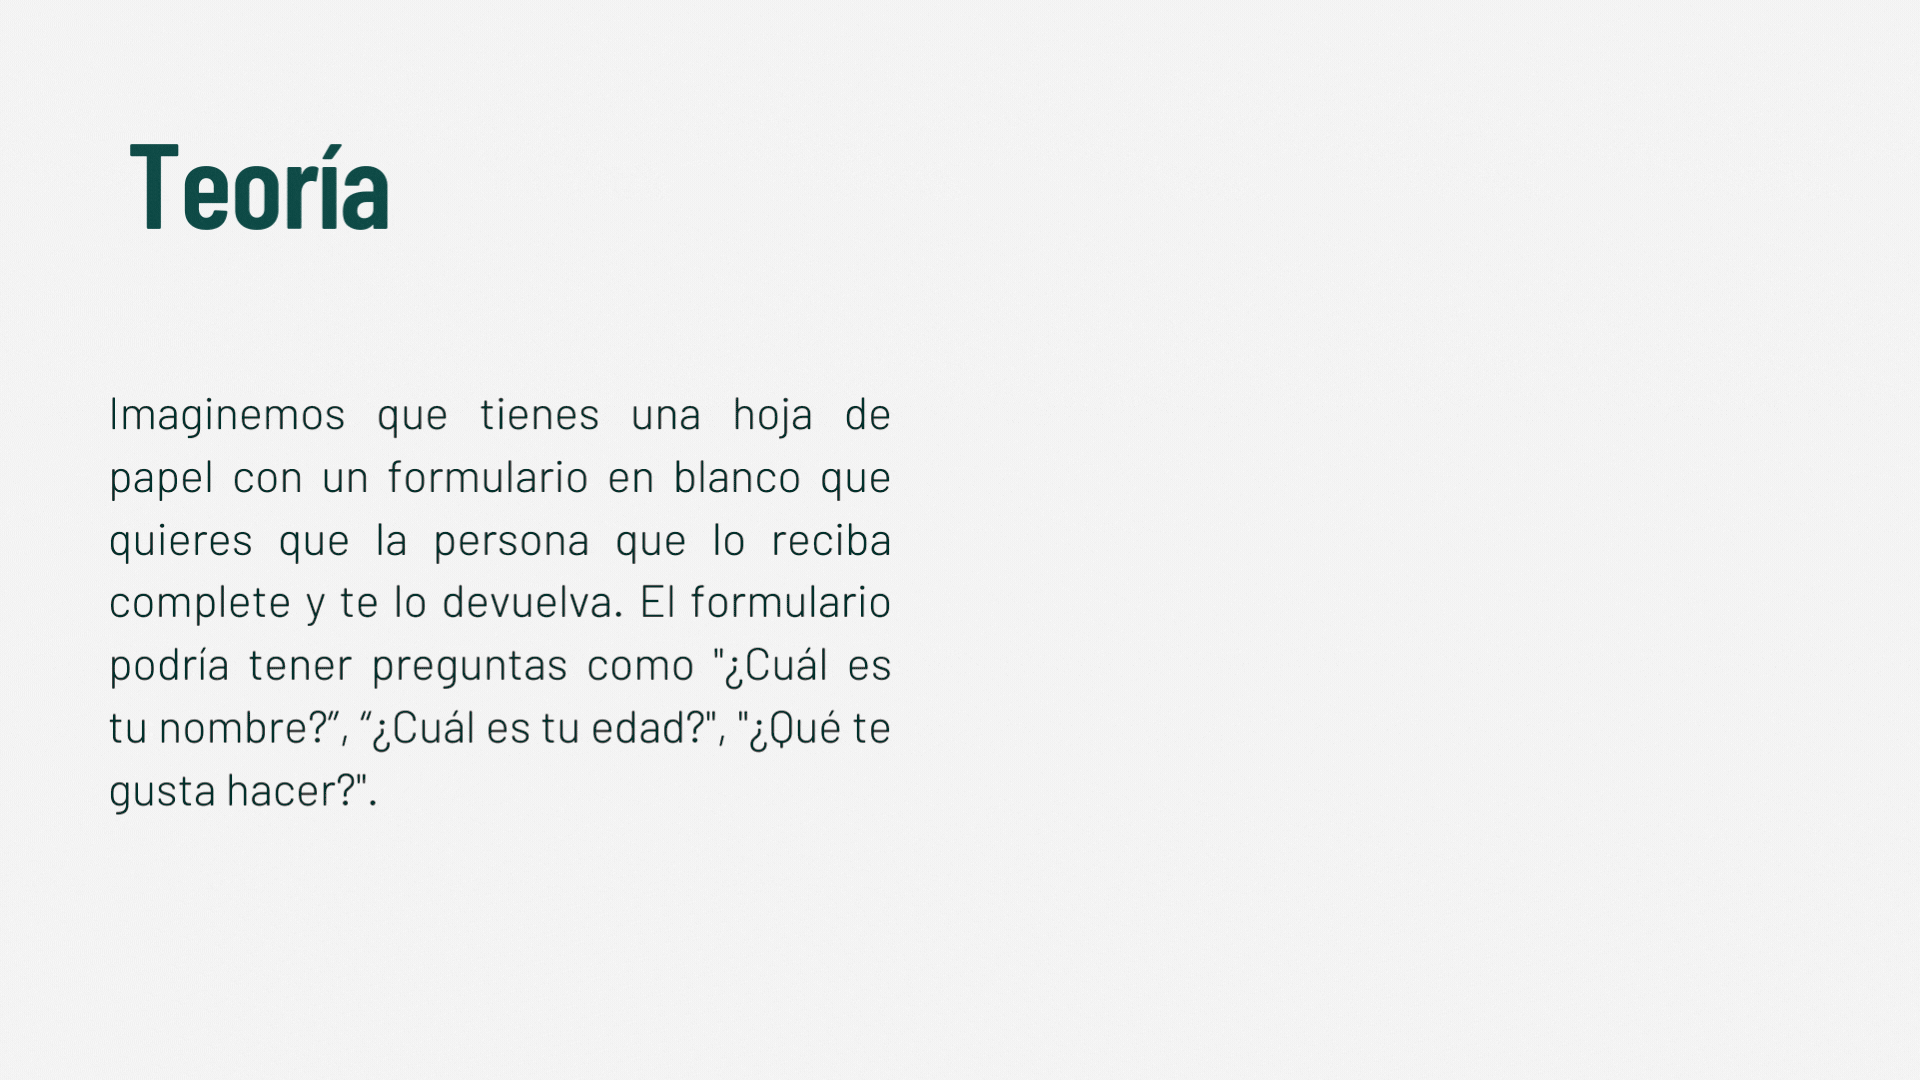 Teoría
Imaginemos que tienes una hoja de
papel con un formulario en blanco que
quieres que la persona que lo reciba
complete y te lo devuelva. El formulario
podría tener preguntas como "¿Cuál es
tu nombre?”, “¿Cuál es tu edad?", "¿Qué te
gusta hacer?".